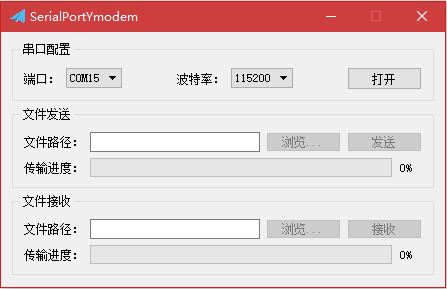 SerialPortYmodem
串口配置
端口： COM15 波特率： 115200 打开
文件发送
文件路径： 浏览... 发送
传输进度： 0%
文件接收
文件路径： 浏览... 接收
传输进度： 0%